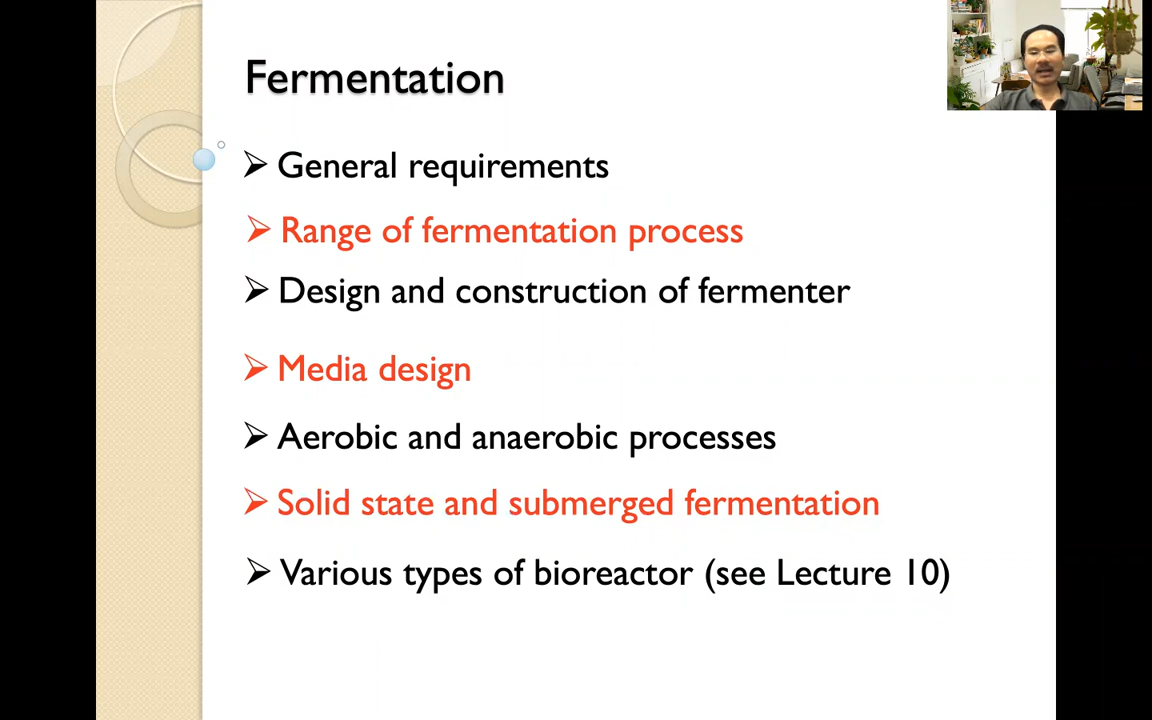 Fermentation
➢ General requirements
➢ Range of fermentation process
➢ Design and construction of fermenter
➢ Media design
➢ Aerobic and anaerobic processes
➢ Solid state and submerged fermentation
➢ Various types of bioreactor (see Lecture 10)